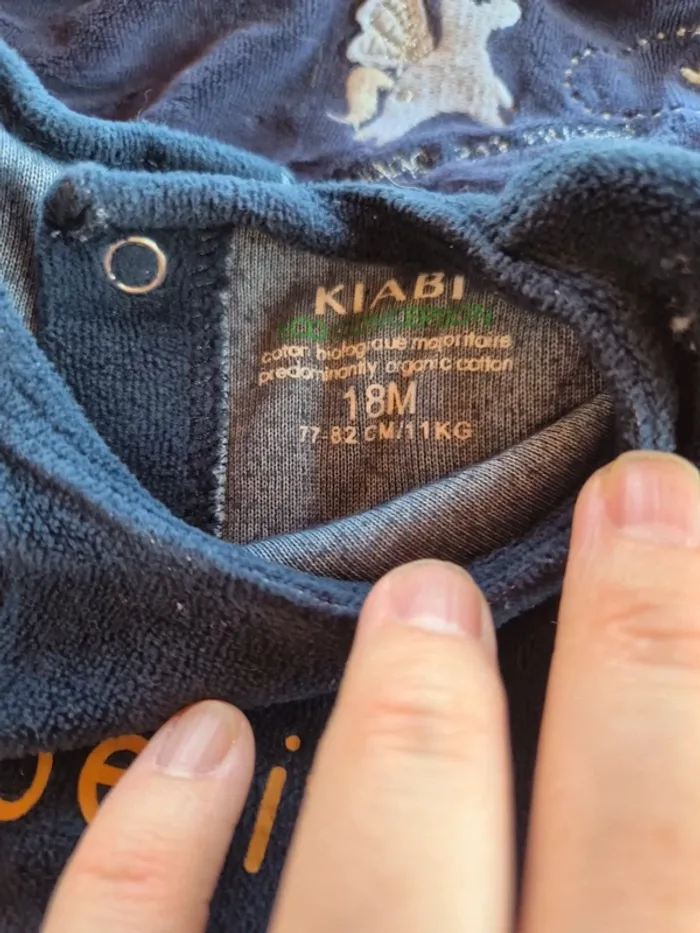 KIABI
coton biologique majoritaire
predominantly organic cotton
18M
77-82 CM/11KG